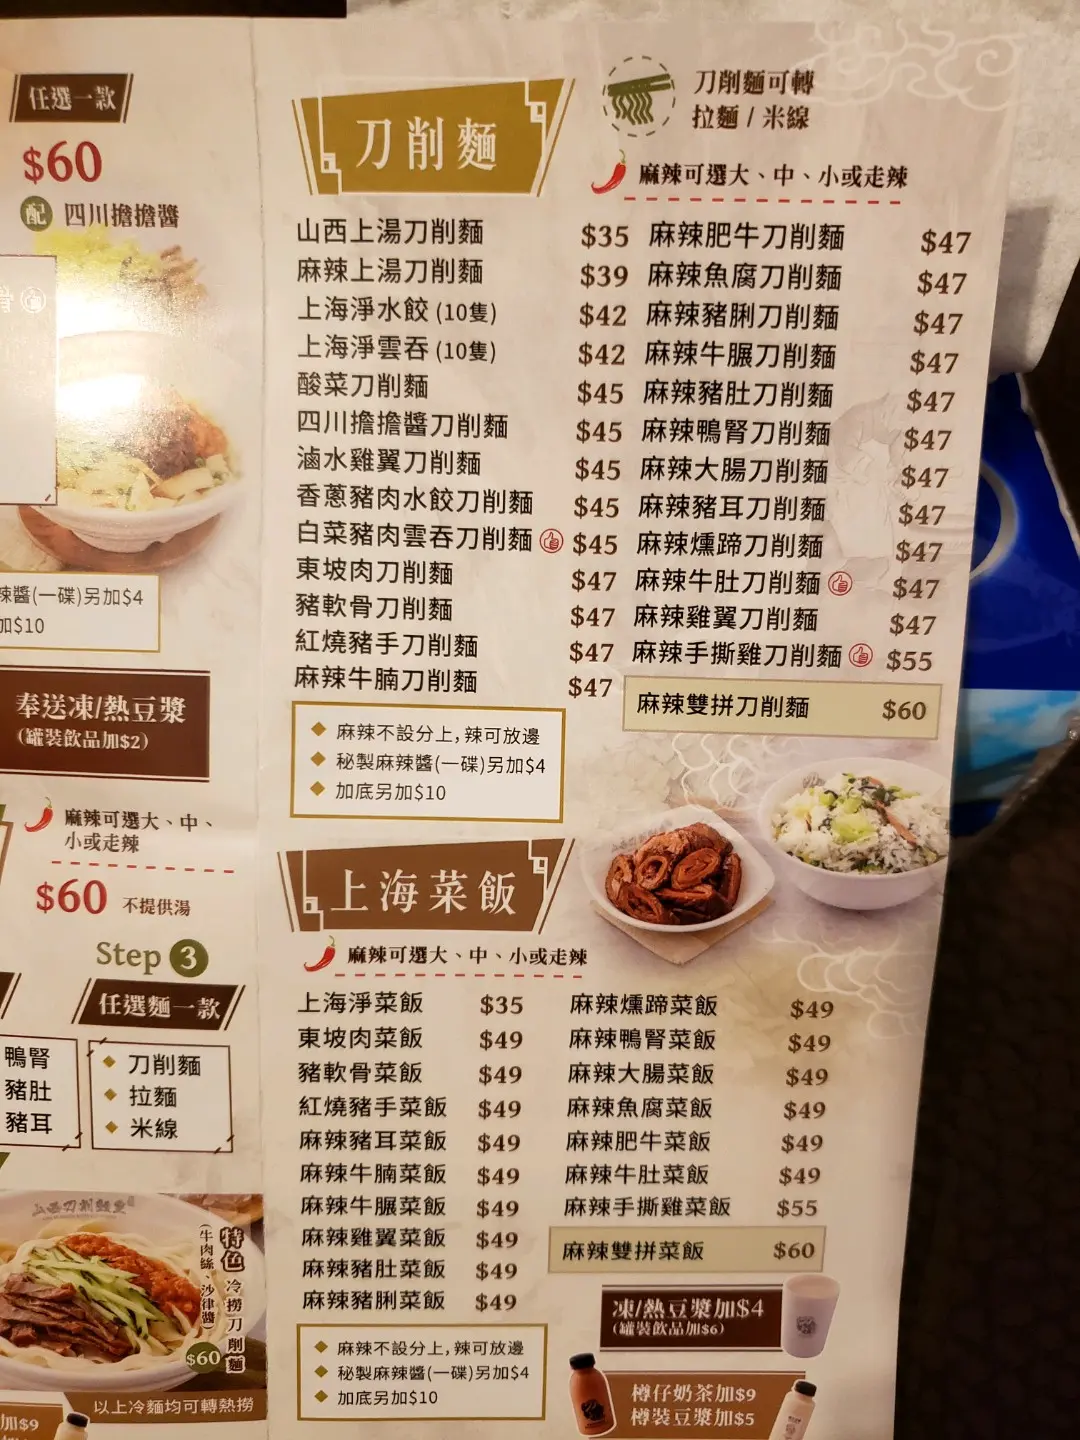 任選一款
$60
配 四川擔擔醬
辣醬(一碟)另加$4
加$10
奉送凍/熱豆漿
(罐裝飲品加$2)
麻辣可選大、中、
小或走辣
$60 不提供湯
Step 3
任選麵一款
鴨腎
豬肚
豬耳
刀削麵
拉麵
米線
特色
冷撈刀削麵
(牛肉絲、沙律醬)
$60
以上冷麵均可轉熱撈
加$9
刀削麵
刀削麵可轉
拉麵 / 米線
麻辣可選大、中、小或走辣
山西上湯刀削麵 $35
麻辣上湯刀削麵 $39
上海淨水餃 (10隻) $42
上海淨雲吞 (10隻) $42
酸菜刀削麵 $45
四川擔擔醬刀削麵 $45
滷水雞翼刀削麵 $45
香蔥豬肉水餃刀削麵 $45
白菜豬肉雲吞刀削麵 $45
東坡肉刀削麵 $47
豬軟骨刀削麵 $47
紅燒豬手刀削麵 $47
麻辣牛腩刀削麵 $47
麻辣肥牛刀削麵 $47
麻辣魚腐刀削麵 $47
麻辣豬脷刀削麵 $47
麻辣牛𦟌刀削麵 $47
麻辣豬肚刀削麵 $47
麻辣鴨腎刀削麵 $47
麻辣大腸刀削麵 $47
麻辣豬耳刀削麵 $47
麻辣燻蹄刀削麵 $47
麻辣牛肚刀削麵 $47
麻辣雞翼刀削麵 $47
麻辣手撕雞刀削麵 $55
麻辣雙拼刀削麵 $60
麻辣不設分上,辣可放邊
秘製麻辣醬(一碟)另加$4
加底另加$10
上海菜飯
麻辣可選大、中、小或走辣
上海淨菜飯 $35
東坡肉菜飯 $49
豬軟骨菜飯 $49
紅燒豬手菜飯 $49
麻辣豬耳菜飯 $49
麻辣牛腩菜飯 $49
麻辣牛𦟌菜飯 $49
麻辣雞翼菜飯 $49
麻辣豬肚菜飯 $49
麻辣豬脷菜飯 $49
麻辣燻蹄菜飯 $49
麻辣鴨腎菜飯 $49
麻辣大腸菜飯 $49
麻辣魚腐菜飯 $49
麻辣肥牛菜飯 $49
麻辣牛肚菜飯 $49
麻辣手撕雞菜飯 $55
麻辣雙拼菜飯 $60
麻辣不設分上,辣可放邊
秘製麻辣醬(一碟)另加$4
加底另加$10
凍/熱豆漿加$4
(罐裝飲品加$6)
樽仔奶茶加$9
樽裝豆漿加$5